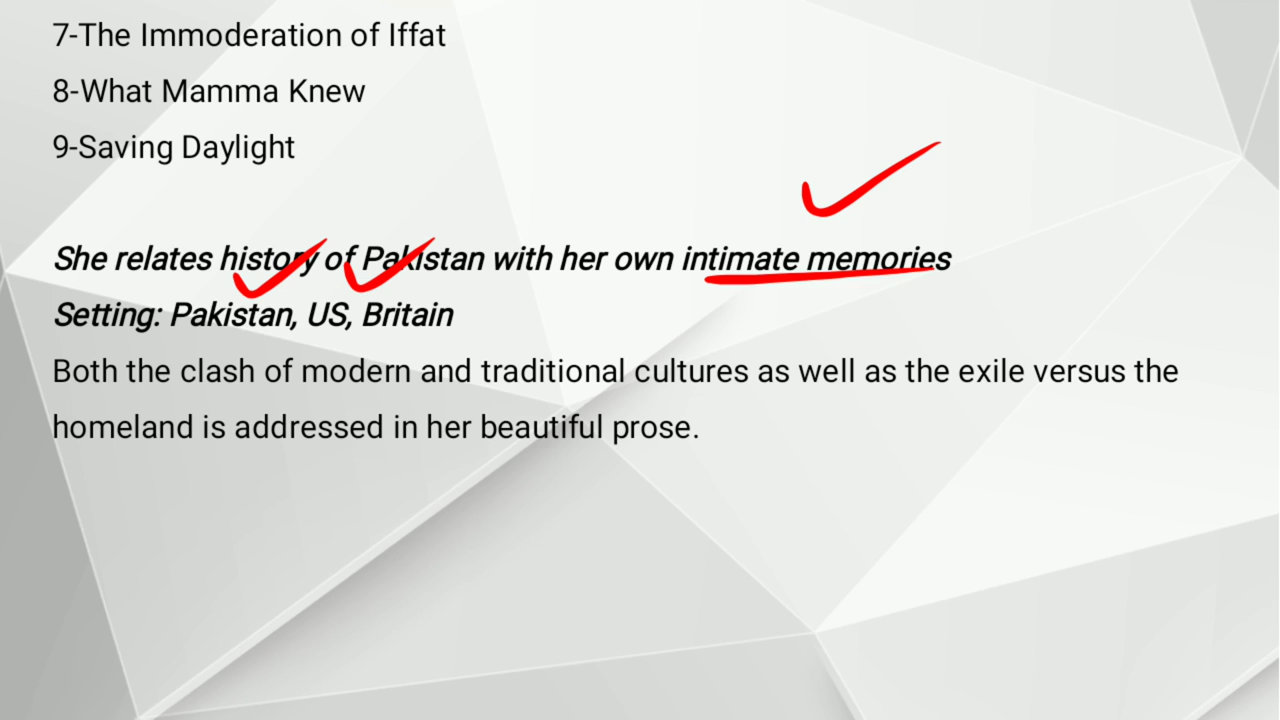 7-The Immoderation of Iffat
8-What Mamma Knew
9-Saving Daylight
She relates history of Pakistan with her own intimate memories
Setting: Pakistan, US, Britain
Both the clash of modern and traditional cultures as well as the exile versus the
homeland is addressed in her beautiful prose.